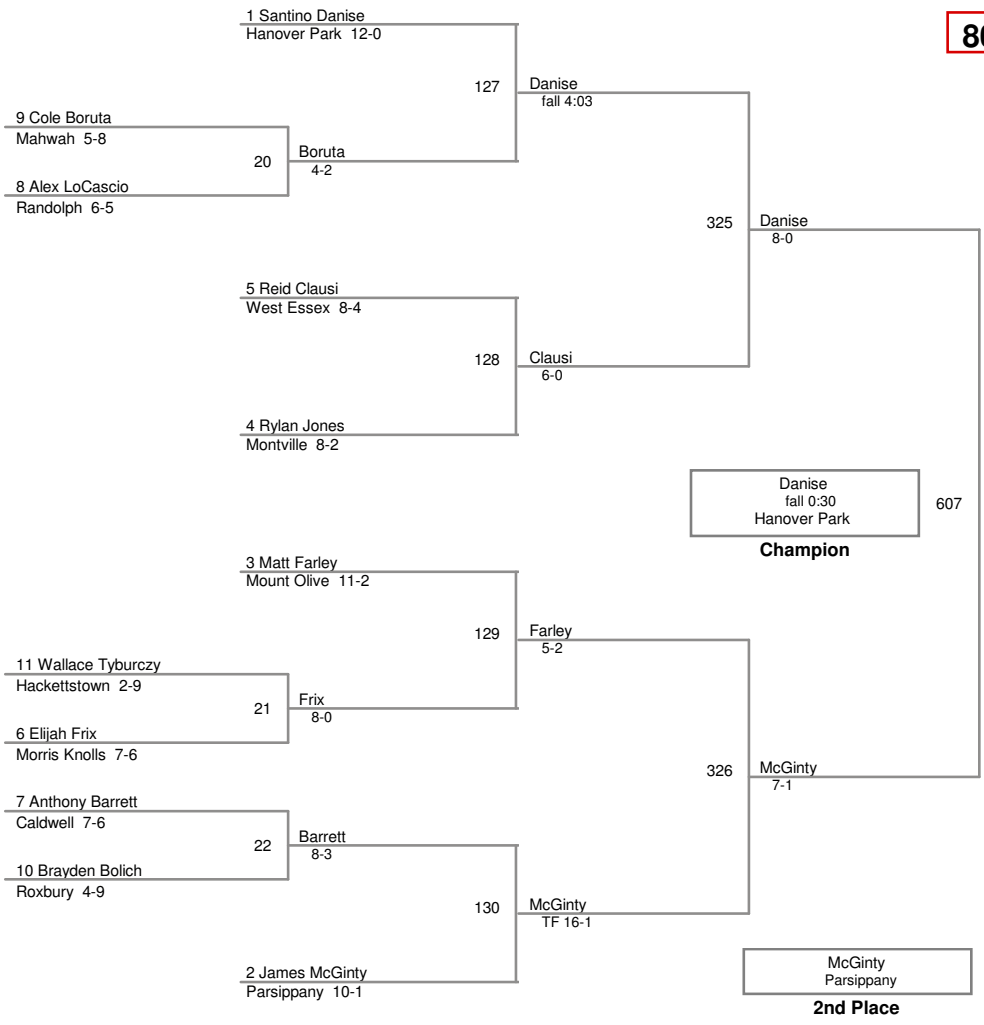 1 Santino Danise
Hanover Park 12-0
127
Danise
fall 4:03
9 Cole Boruta
Mahwah 5-8
20
Boruta
4-2
8 Alex LoCascio
Randolph 6-5
325
Danise
8-0
5 Reid Clausi
West Essex 8-4
128
Clausi
6-0
4 Rylan Jones
Montville 8-2
Danise
fall 0:30
Hanover Park
Champion
607
3 Matt Farley
Mount Olive 11-2
129
Farley
5-2
11 Wallace Tyburczy
Hackettstown 2-9
21
Frix
8-0
6 Elijah Frix
Morris Knolls 7-6
326
McGinty
7-1
7 Anthony Barrett
Caldwell 7-6
22
Barrett
8-3
10 Brayden Bolich
Roxbury 4-9
130
McGinty
TF 16-1
2 James McGinty
Parsippany 10-1
McGinty
Parsippany
2nd Place